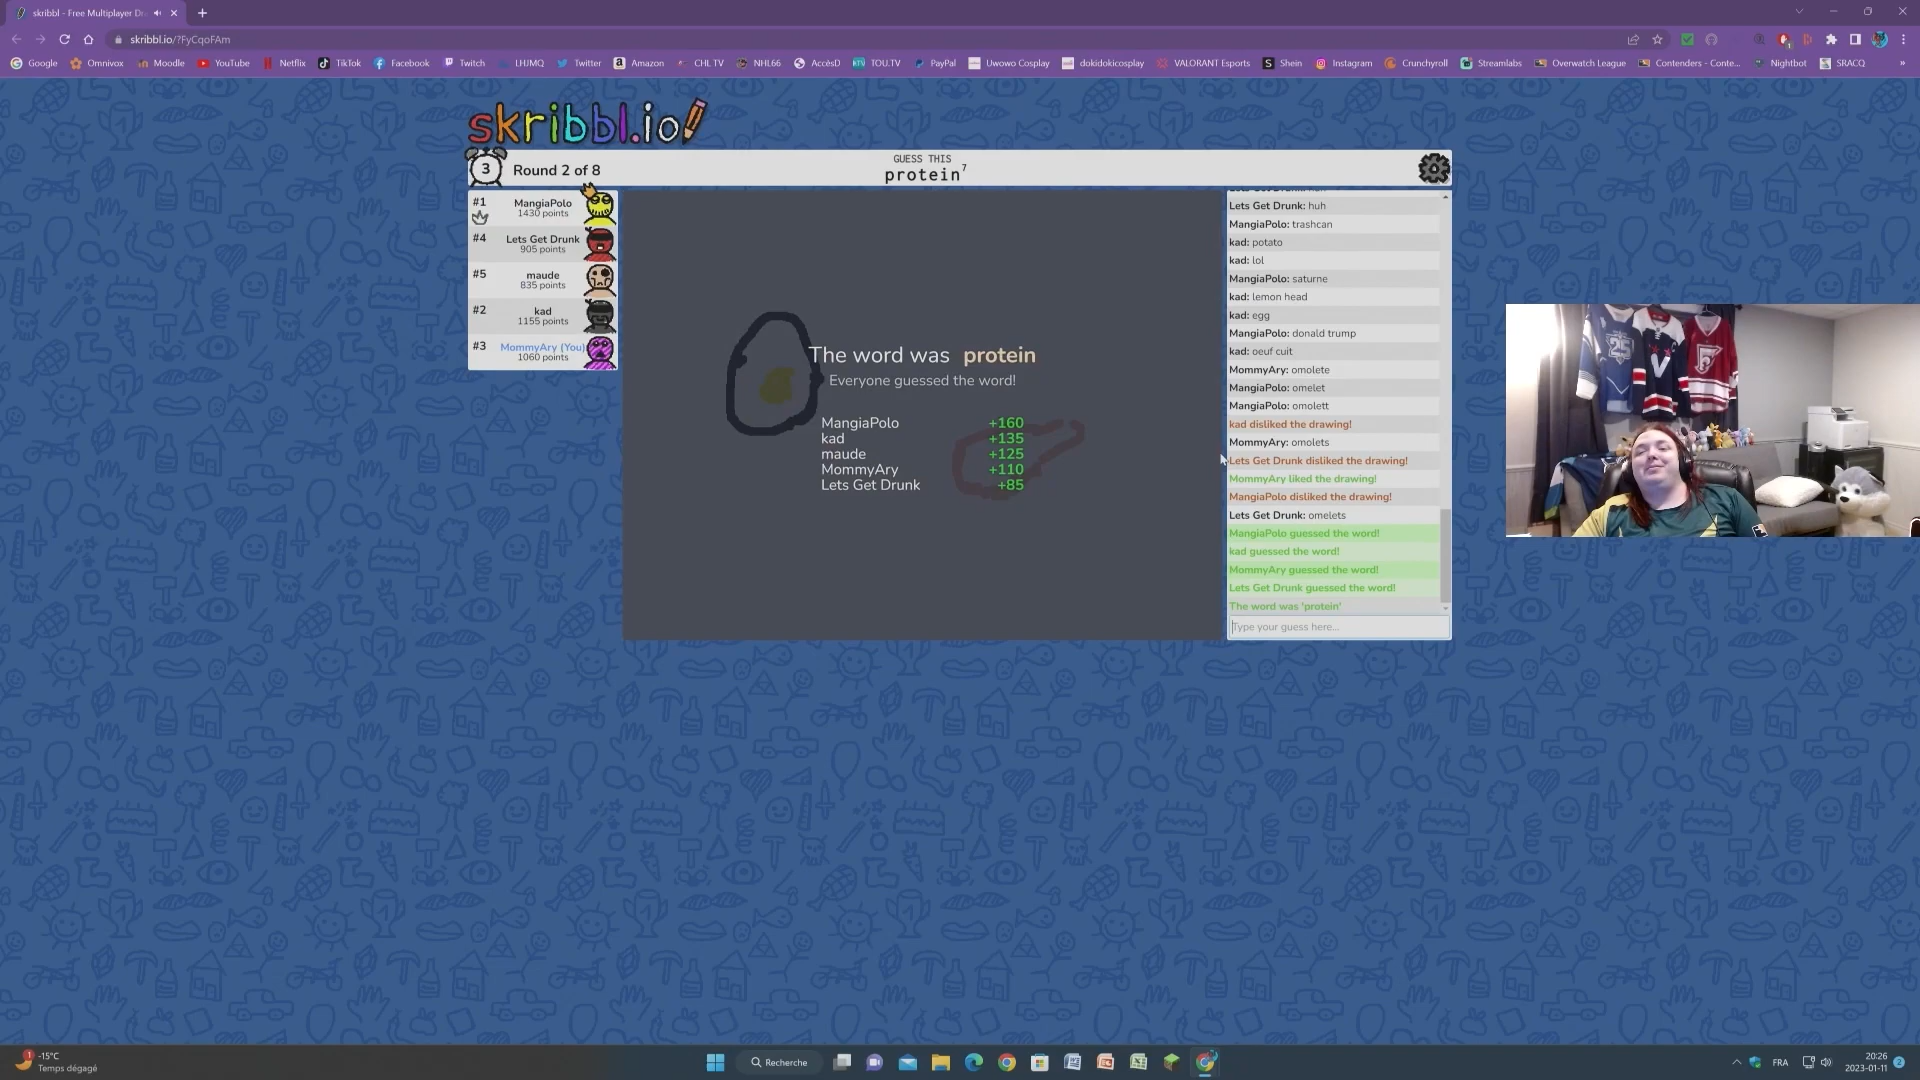 skribbl - Free Multiplayer Dr
skribbl.io/?FyCqoFAm
Google Omnivox Moodle YouTube Netflix TikTok Facebook Twitch LHJMQ Twitter Amazon CHL TV NHL66 AccèsD TOU.TV PayPal Uwowo Cosplay dokidokicosplay VALORANT Esports Shein Instagram Crunchyroll Streamlabs Overwatch League Contenders - Conte... Nightbot SRACQ »
skribbl.io
3
Round 2 of 8
GUESS THIS
protein 7
#1 MangiaPolo
1430 points
#4 Lets Get Drunk
905 points
#5 maude
835 points
#2 kad
1155 points
#3 MommyAry (You)
1060 points
The word was protein
Everyone guessed the word!
MangiaPolo +160
kad +135
maude +125
MommyAry +110
Lets Get Drunk +85
Lets Get Drunk: huh
MangiaPolo: trashcan
kad: potato
kad: lol
MangiaPolo: saturne
kad: lemon head
kad: egg
MangiaPolo: donald trump
kad: oeuf cuit
MommyAry: omolete
MangiaPolo: omelet
MangiaPolo: omolett
kad disliked the drawing!
MommyAry: omolets
Lets Get Drunk disliked the drawing!
MommyAry liked the drawing!
MangiaPolo disliked the drawing!
Lets Get Drunk: omelets
MangiaPolo guessed the word!
kad guessed the word!
MommyAry guessed the word!
Lets Get Drunk guessed the word!
The word was 'protein'
Type your guess here...
25
1
-15°C
Temps dégagé
Recherche
FRA
20:26
2023-01-11
2